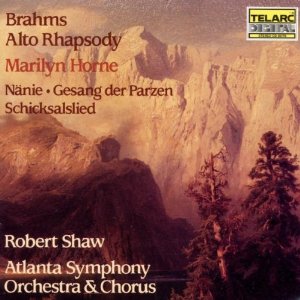 Brahms
Alto Rhapsody
Marilyn Horne
Nänie • Gesang der Parzen
Schicksalslied
TELARC
DIGITAL
Robert Shaw
Atlanta Symphony
Orchestra & Chorus